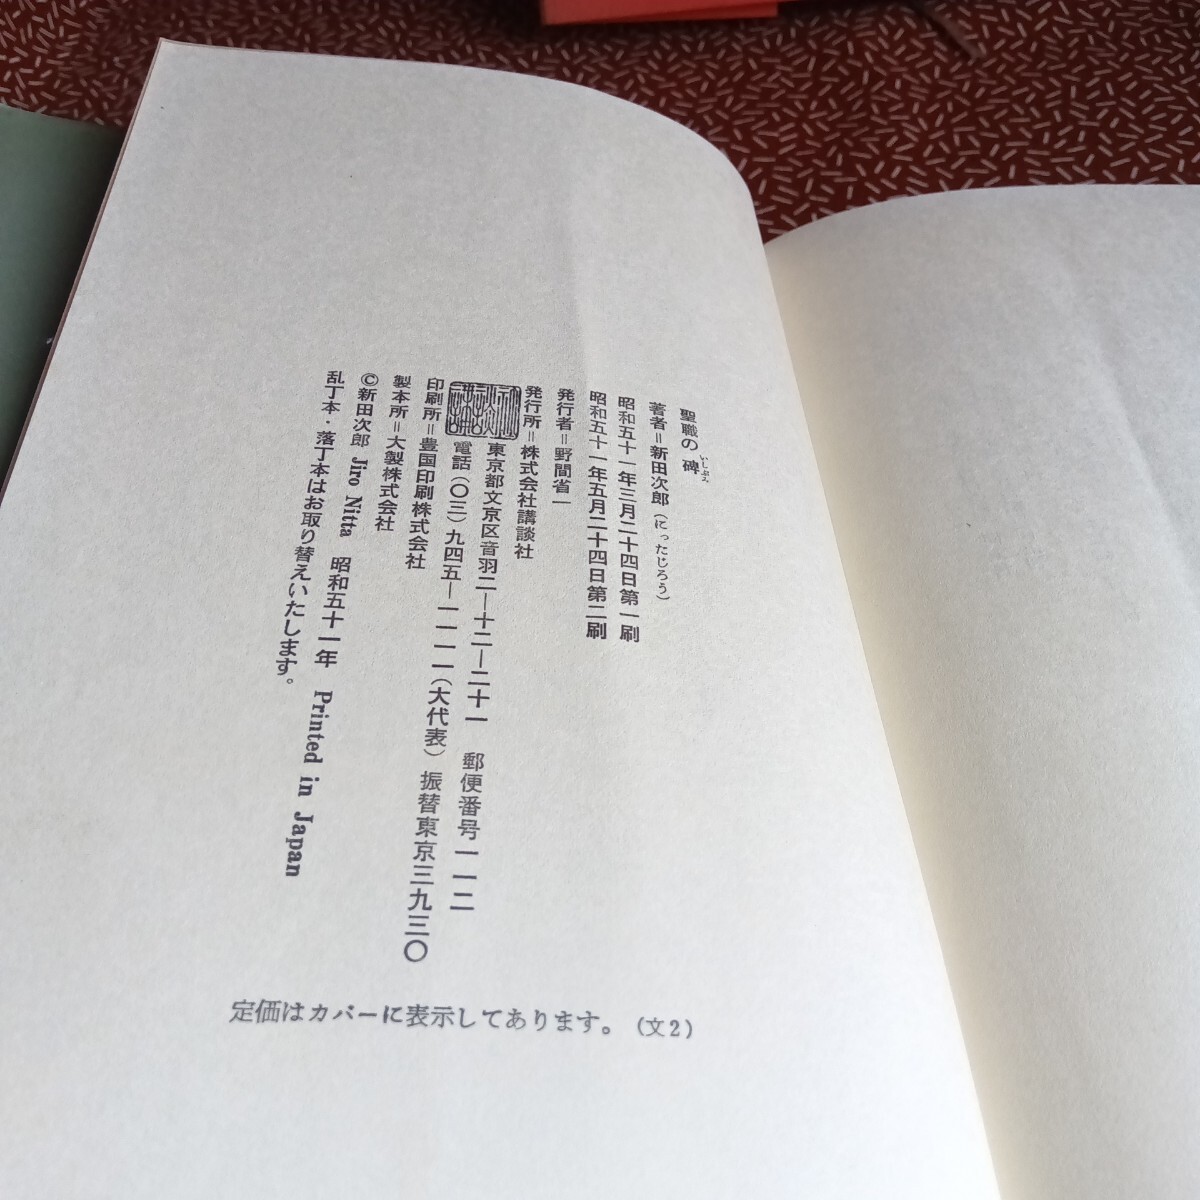 聖職の碑
いしぶみ
著者=新田次郎(にったじろう)
昭和五十一年三月二十四日第一刷
昭和五十一年五月二十四日第二刷
発行者=野間省一
発行所=株式会社講談社
東京都文京区音羽二—十二—二十一 郵便番号一一二
電話(〇三)九四五—一一一一(大代表) 振替東京三九三〇
印刷所=豊国印刷株式会社
製本所=大製株式会社
©新田次郎 Jiro Nitta 昭和五十一年 Printed in Japan
乱丁本・落丁本はお取り替えいたします。
定価はカバーに表示してあります。(文2)